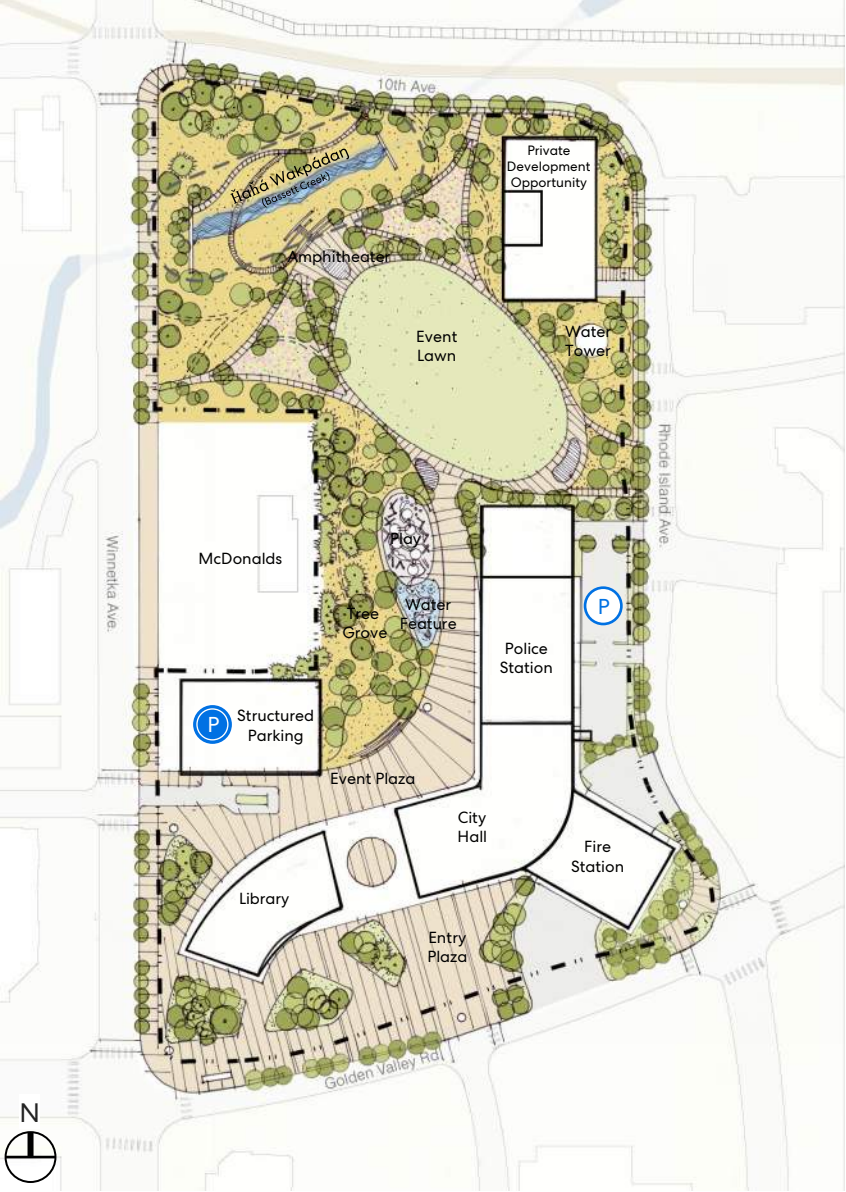 10th Ave.
Private
Development
Opportunity
Ȟaȟá Wakpádaŋ
(Bassett Creek)
Amphitheater
Event
Lawn
Water
Tower
Rhode Island Ave.
Winnetka Ave.
McDonalds
Play
Tree
Grove
Water
Feature
P
Police
Station
P
Structured
Parking
Event Plaza
City
Hall
Fire
Station
Library
Entry
Plaza
Golden Valley Rd.
N